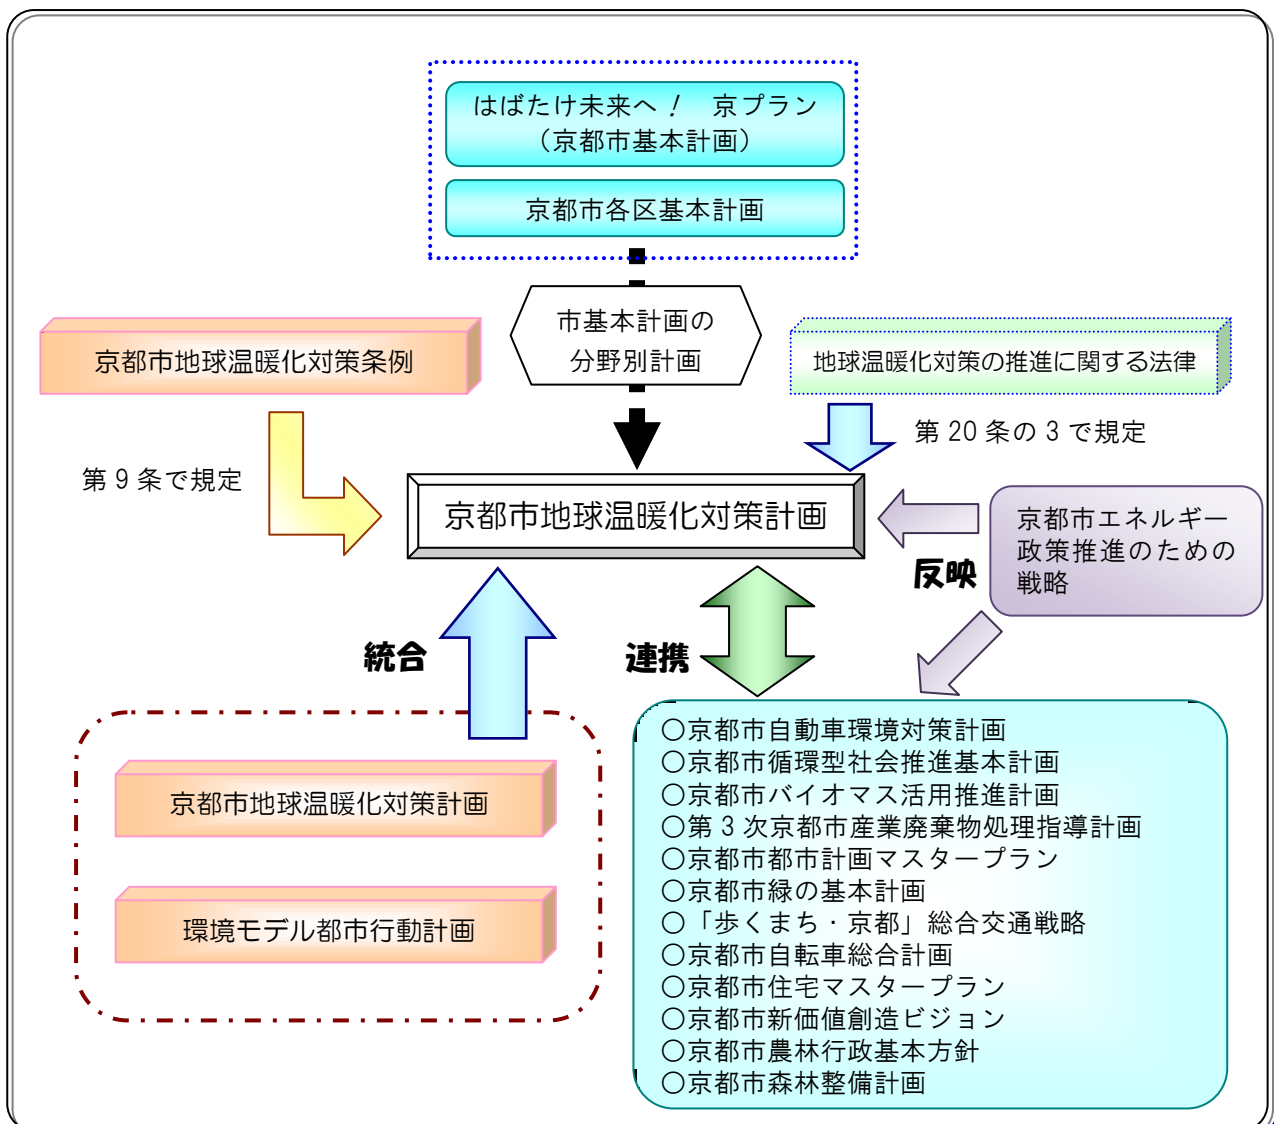 はばたけ未来へ！　京プラン
（京都市基本計画）
京都市各区基本計画
市基本計画の
分野別計画
京都市地球温暖化対策条例
地球温暖化対策の推進に関する法律
第９条で規定
第 20 条の３で規定
京都市地球温暖化対策計画
京都市エネルギー
政策推進のための
戦略
反映
統合
連携
京都市地球温暖化対策計画
環境モデル都市行動計画
○京都市自動車環境対策計画
○京都市循環型社会推進基本計画
○京都市バイオマス活用推進計画
○第３次京都市産業廃棄物処理指導計画
○京都市都市計画マスタープラン
○京都市緑の基本計画
○「歩くまち・京都」総合交通戦略
○京都市自転車総合計画
○京都市住宅マスタープラン
○京都市新価値創造ビジョン
○京都市農林行政基本方針
○京都市森林整備計画